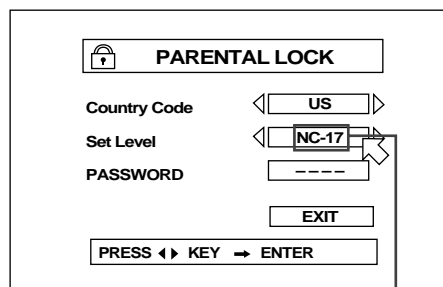 PARENTAL LOCK
Country Code US
Set Level NC-17
PASSWORD ----
EXIT
PRESS KEY → ENTER